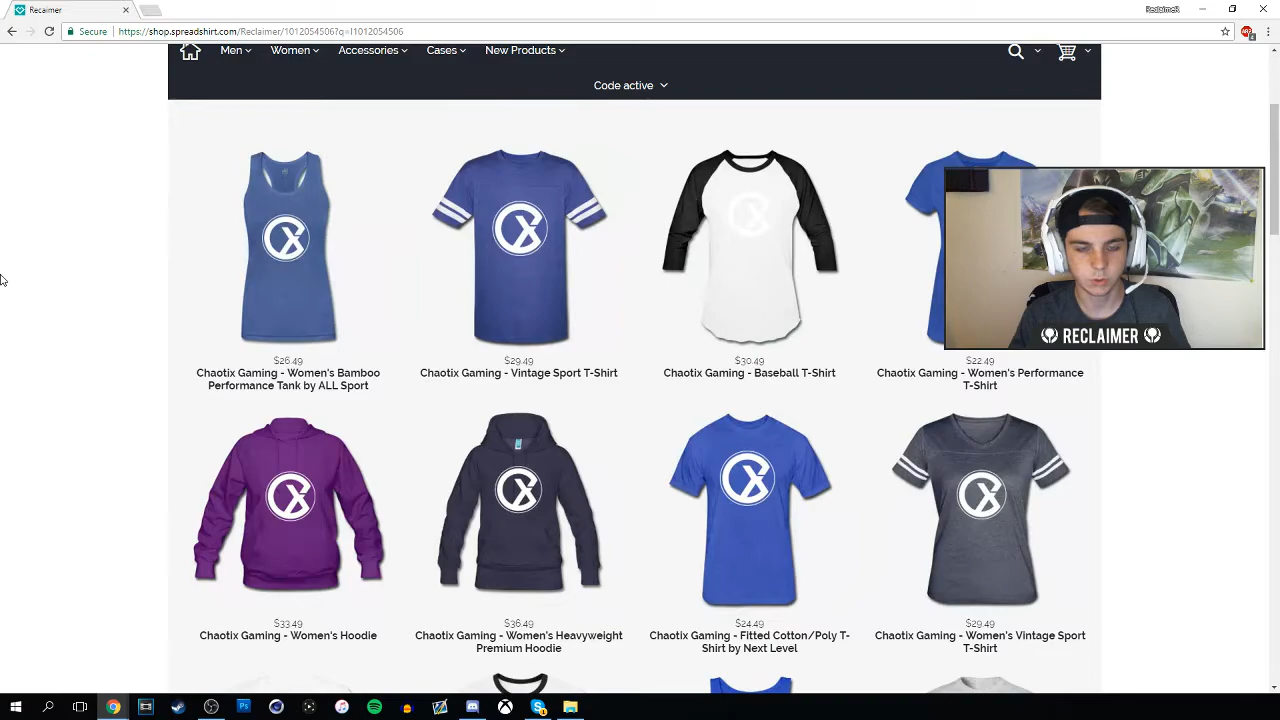 Reclaimer
Reclaimer
Secure
https://shop.spreadshirt.com/Reclaimer/1012054506?q=I1012054506
Men
Women
Accessories
Cases
New Products
Code active
$26.49
Chaotix Gaming - Women's Bamboo
Performance Tank by ALL Sport
$29.49
Chaotix Gaming - Vintage Sport T-Shirt
$30.49
Chaotix Gaming - Baseball T-Shirt
$22.49
Chaotix Gaming - Women's Performance
T-Shirt
RECLAIMER
$33.49
Chaotix Gaming - Women's Hoodie
$36.49
Chaotix Gaming - Women's Heavyweight
Premium Hoodie
$24.49
Chaotix Gaming - Fitted Cotton/Poly T-
Shirt by Next Level
$29.49
Chaotix Gaming - Women's Vintage Sport
T-Shirt